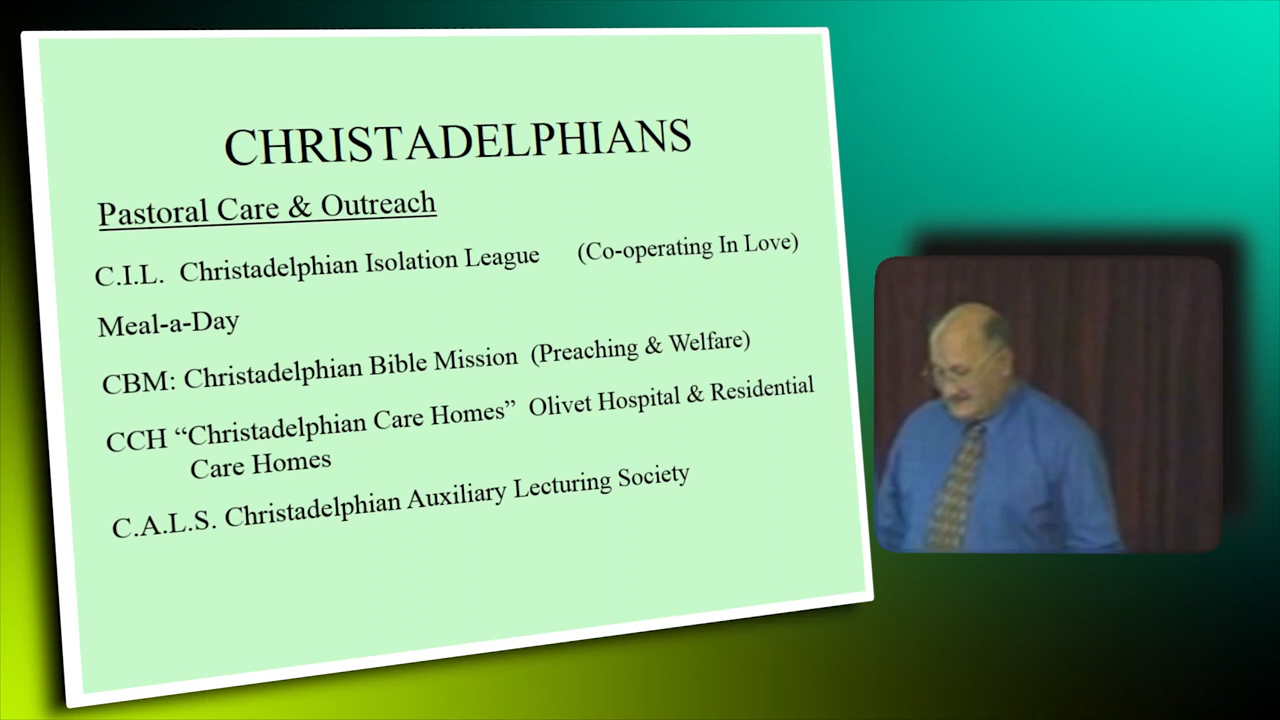 CHRISTADELPHIANS
Pastoral Care & Outreach
C.I.L. Christadelphian Isolation League (Co-operating In Love)
Meal-a-Day
CBM: Christadelphian Bible Mission (Preaching & Welfare)
CCH “Christadelphian Care Homes” Olivet Hospital & Residential
Care Homes
C.A.L.S. Christadelphian Auxiliary Lecturing Society